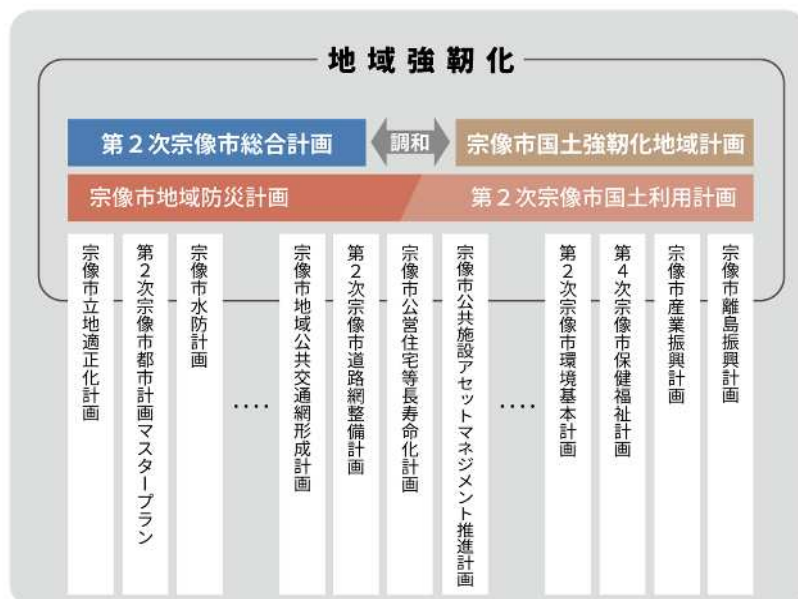 地域強靭化
第２次宗像市総合計画
調和
宗像市国土強靭化地域計画
宗像市地域防災計画
第２次宗像市国土利用計画
宗像市立地適正化計画
第２次宗像市都市計画マスタープラン
宗像市水防計画
‥‥
宗像市地域公共交通網形成計画
第２次宗像市道路網整備計画
宗像市公営住宅等長寿命化計画
宗像市公共施設アセットマネジメント推進計画
‥‥
第２次宗像市環境基本計画
第４次宗像市保健福祉計画
宗像市産業振興計画
宗像市離島振興計画